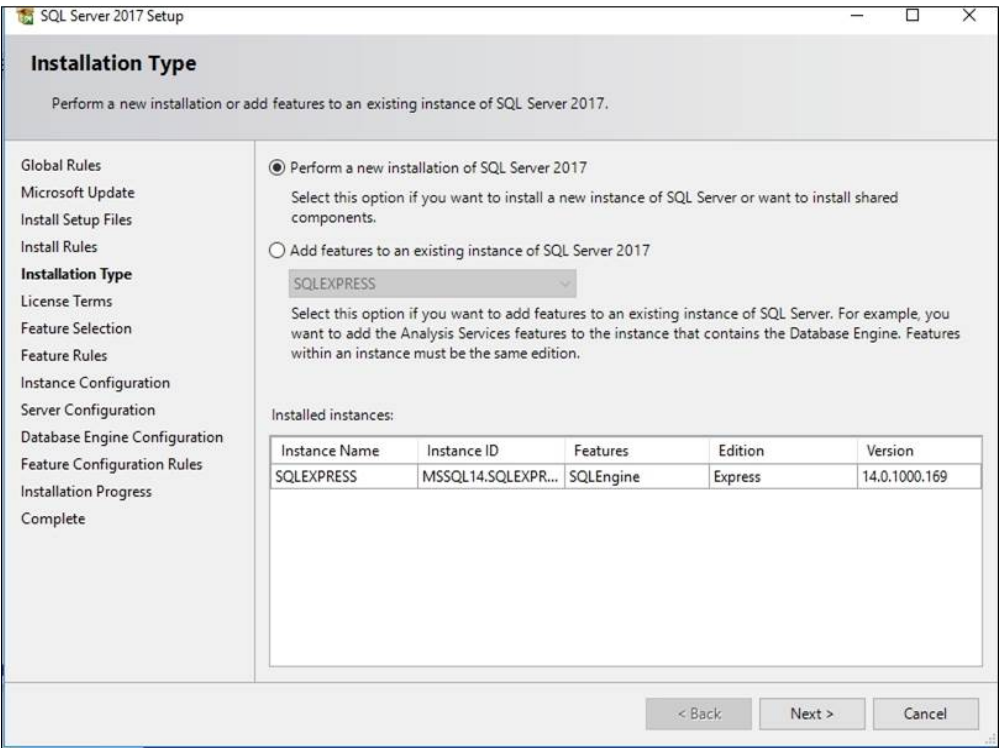 SQL Server 2017 Setup
Installation Type
Perform a new installation or add features to an existing instance of SQL Server 2017.
Global Rules
Microsoft Update
Install Setup Files
Install Rules
Installation Type
License Terms
Feature Selection
Feature Rules
Instance Configuration
Server Configuration
Database Engine Configuration
Feature Configuration Rules
Installation Progress
Complete
Perform a new installation of SQL Server 2017
Select this option if you want to install a new instance of SQL Server or want to install shared
components.
Add features to an existing instance of SQL Server 2017
SQLEXPRESS
Select this option if you want to add features to an existing instance of SQL Server. For example, you
want to add the Analysis Services features to the instance that contains the Database Engine. Features
within an instance must be the same edition.
Installed instances:
Instance Name Instance ID Features Edition Version
SQLEXPRESS MSSQL14.SQLEXPR... SQLEngine Express 14.0.1000.169
< Back Next > Cancel